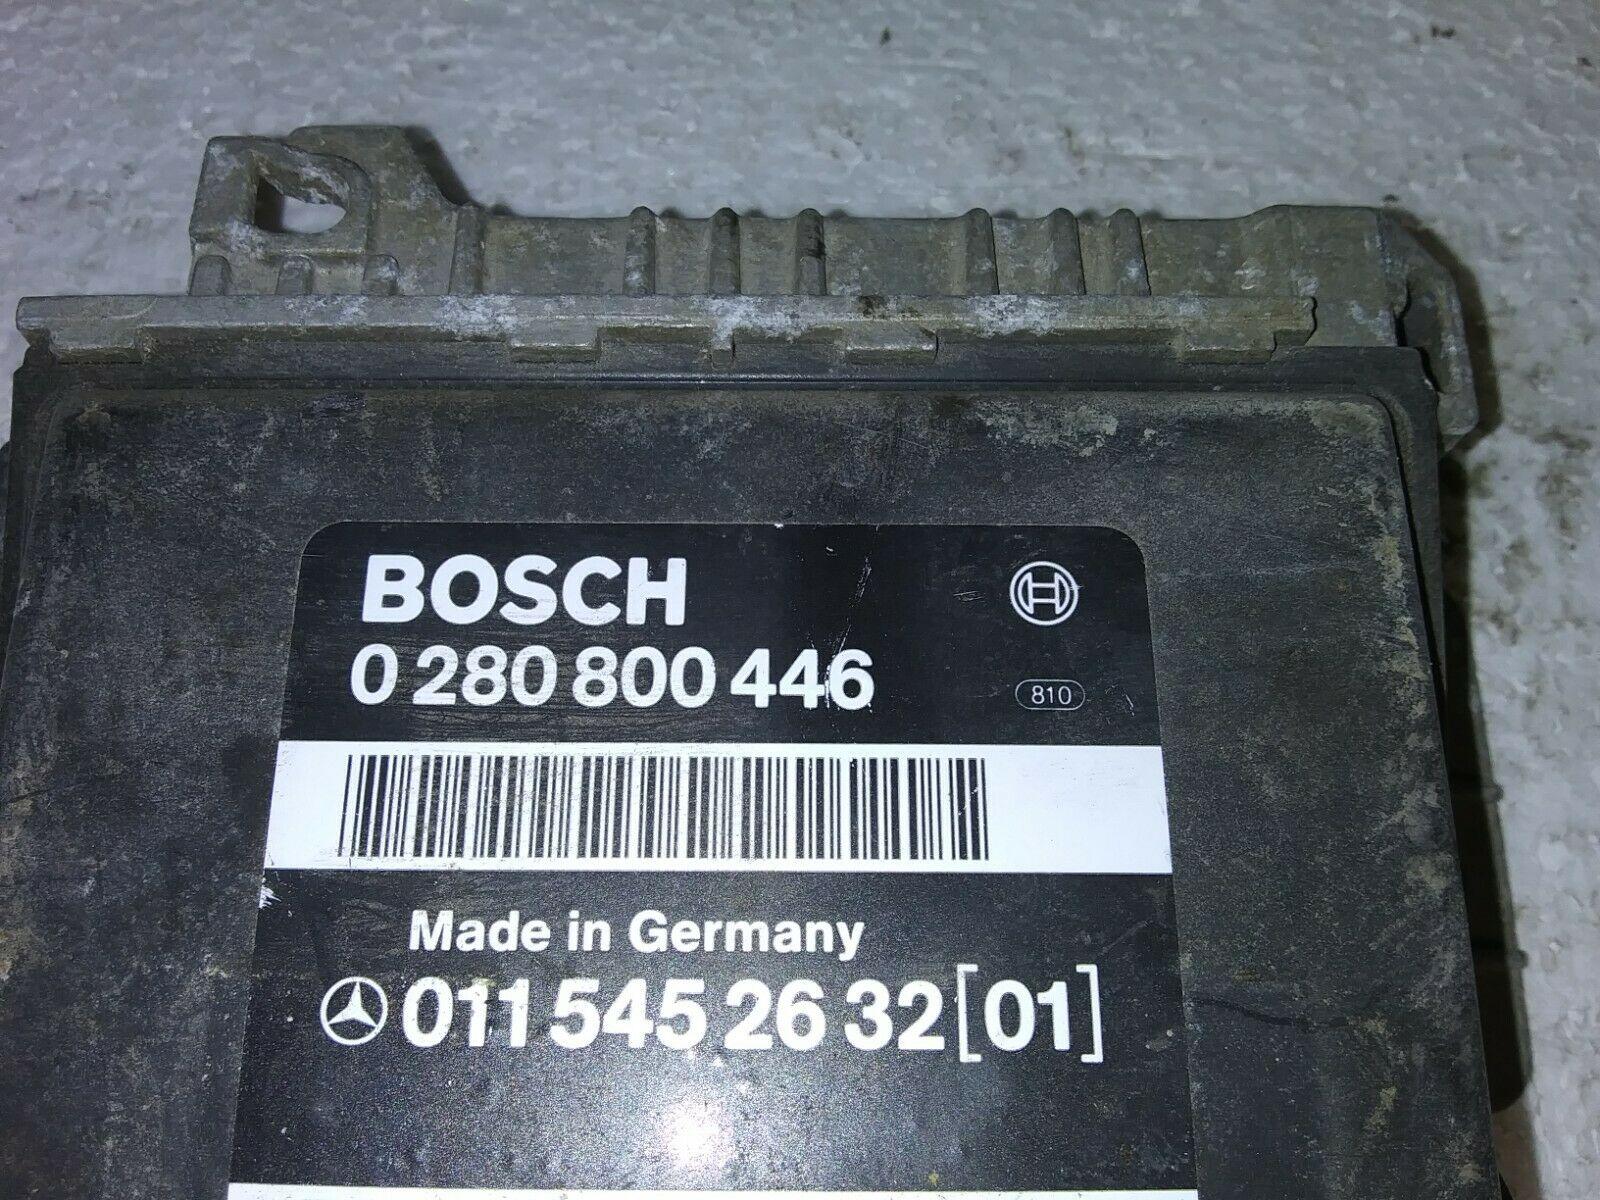 BOSCH
0 280 800 446
810
Made in Germany
011 545 26 32 [01]